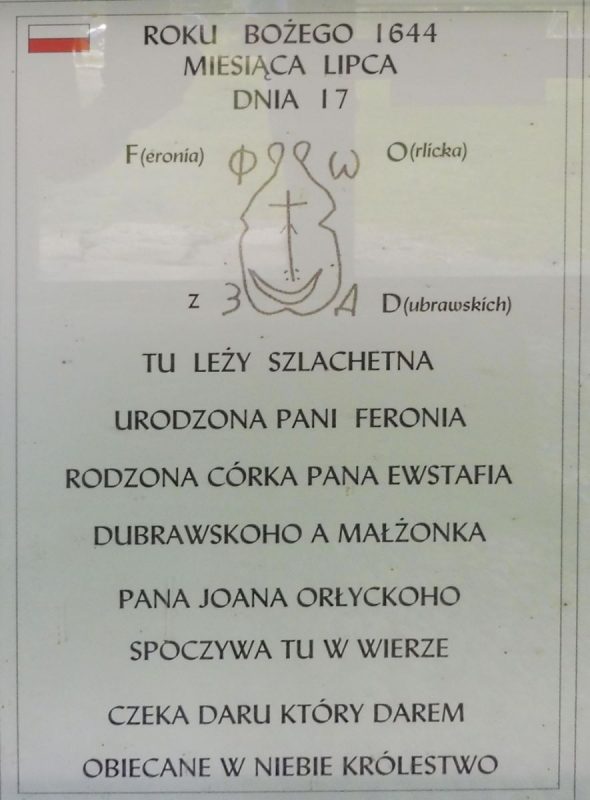 ROKU BOŻEGO 1644
MIESIĄCA LIPCA
DNIA 17
F(eronia) Ф W O(rlicka)
z З Д D(ubrawskich)
TU LEŻY SZLACHETNA
URODZONA PANI FERONIA
RODZONA CÓRKA PANA EWSTAFIA
DUBRAWSKOHO A MAŁŻONKA
PANA JOANA ORŁYCKOHO
SPOCZYWA TU W WIERZE
CZEKA DARU KTÓRY DAREM
OBIECANE W NIEBIE KRÓLESTWO